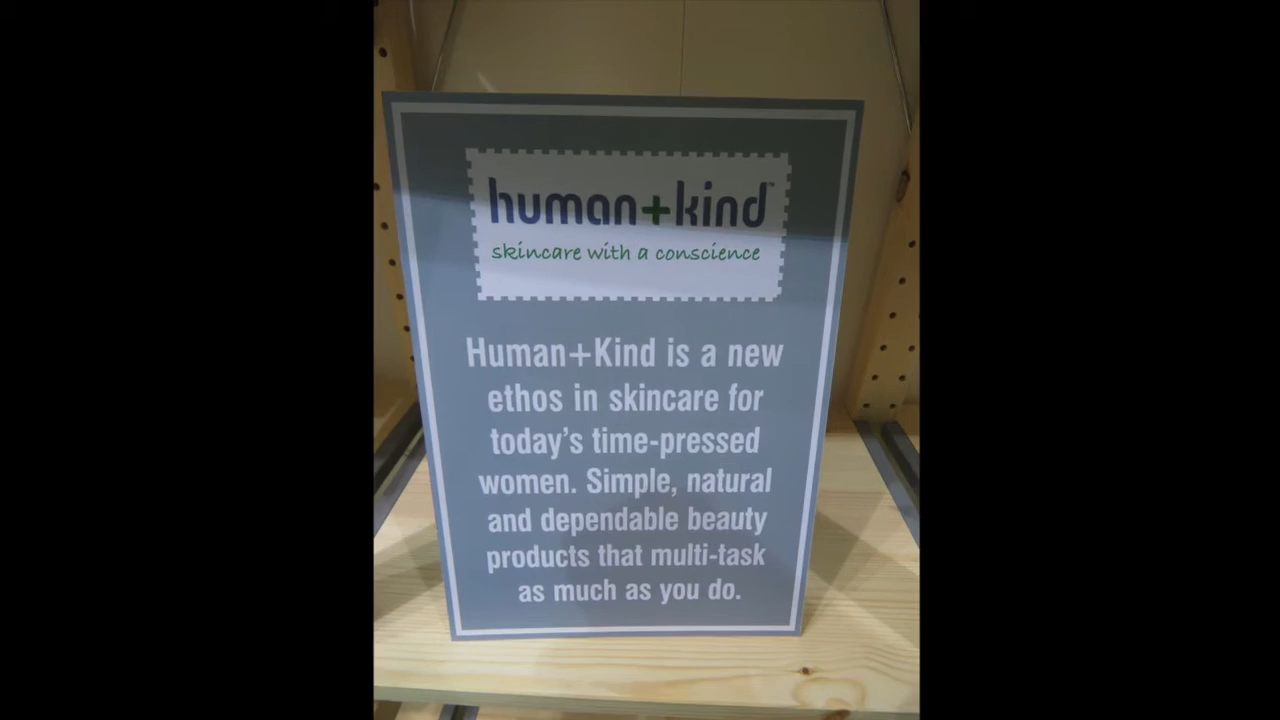 human+kind™
skincare with a conscience
Human+Kind is a new
ethos in skincare for
today's time-pressed
women. Simple, natural
and dependable beauty
products that multi-task
as much as you do.